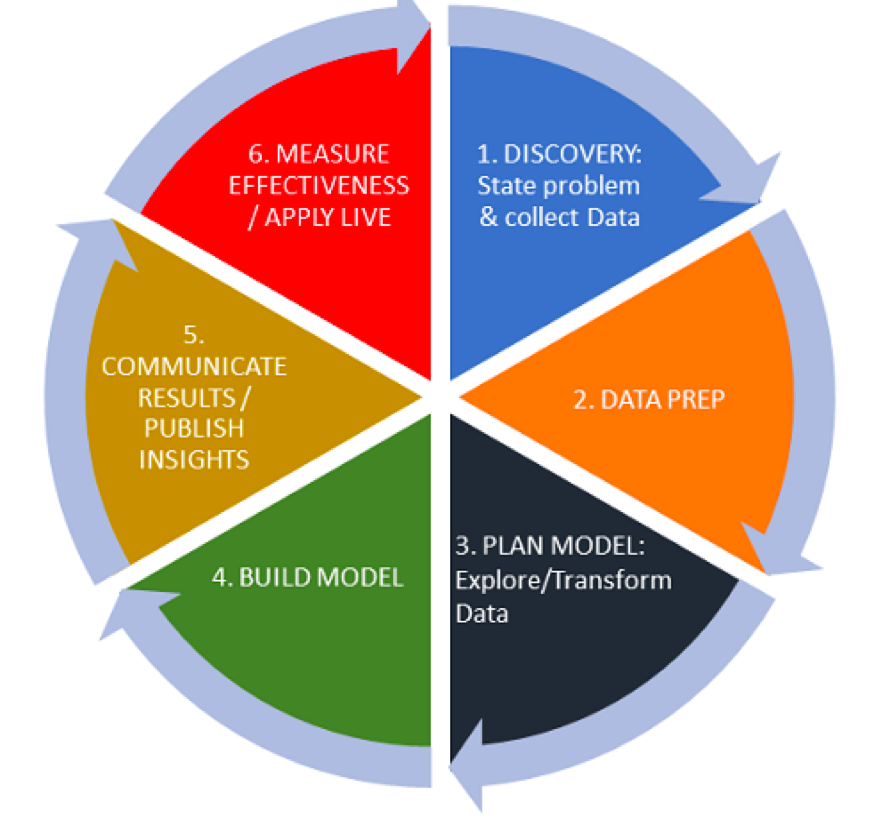 1. DISCOVERY:
State problem
& collect Data
2. DATA PREP
3. PLAN MODEL:
Explore/Transform
Data
4. BUILD MODEL
5.
COMMUNICATE
RESULTS /
PUBLISH
INSIGHTS
6. MEASURE
EFFECTIVENESS
/ APPLY LIVE